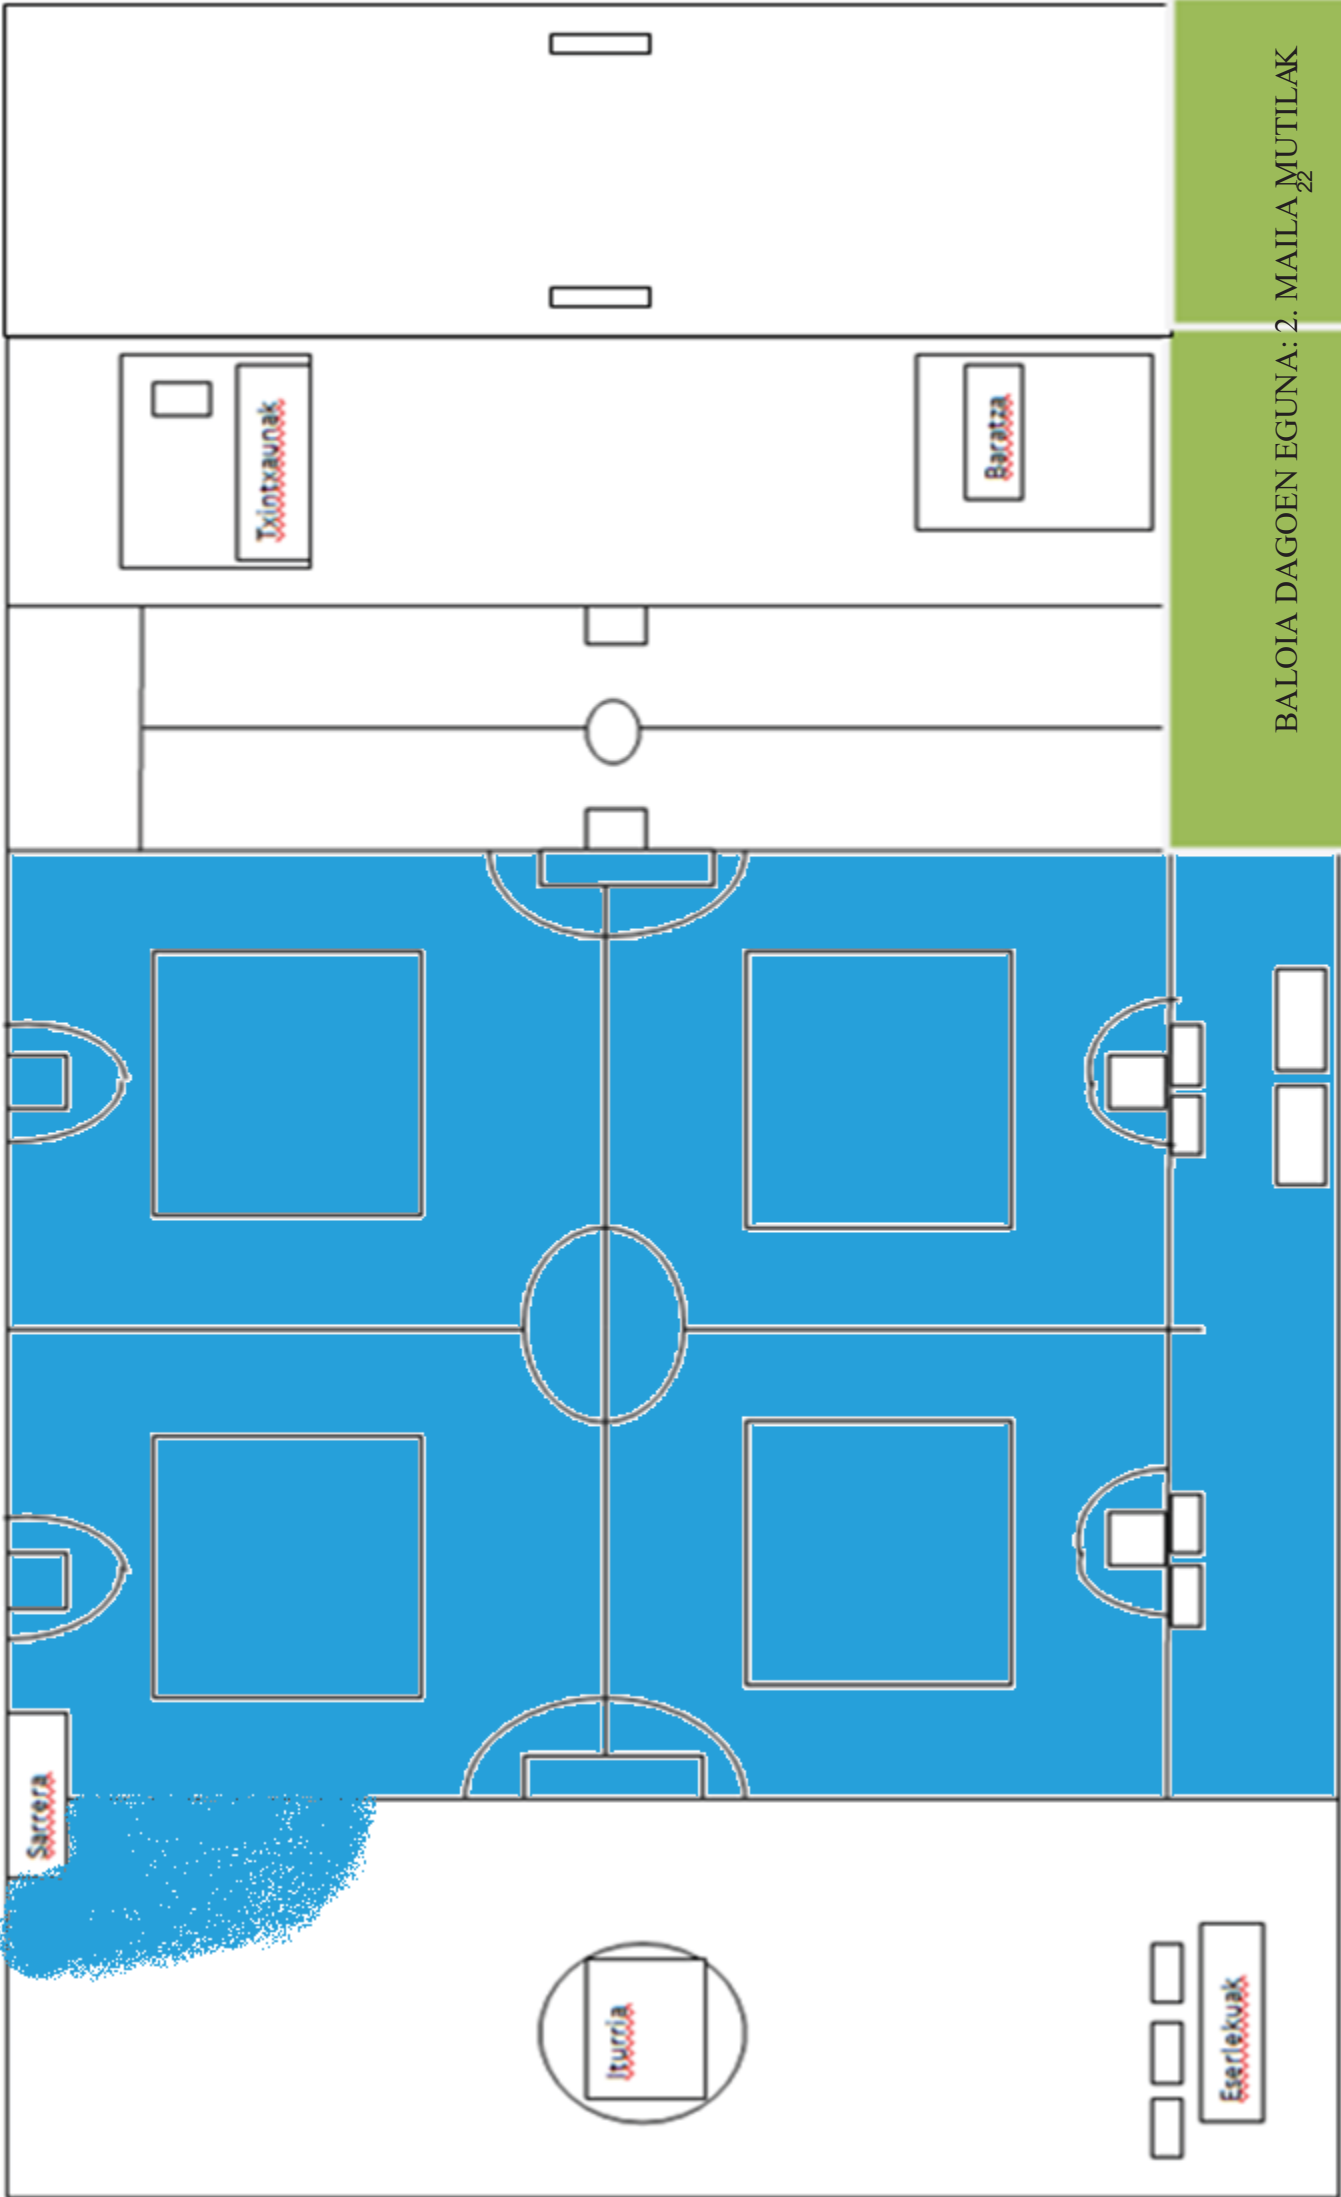 BALOIA DAGOEN EGUNA: 2. MAILA MUTILAK
22
Txintxaunak
Baratza
Sarrera
Iturria
Eserlekuak